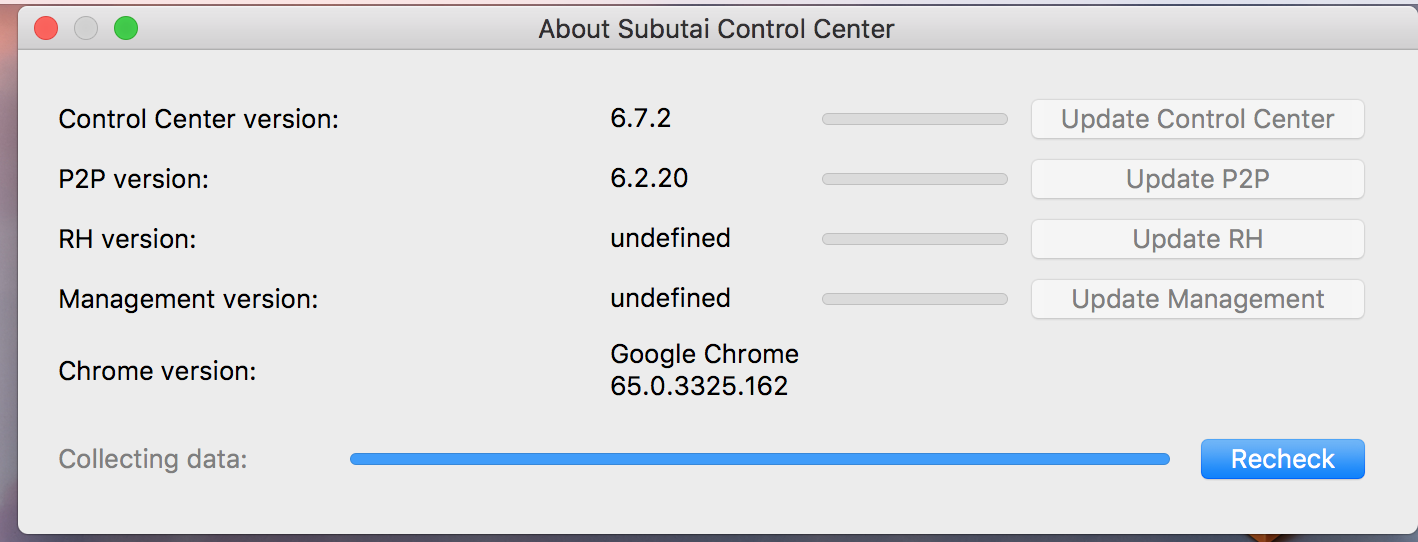 About Subutai Control Center
Control Center version: 6.7.2 Update Control Center
P2P version: 6.2.20 Update P2P
RH version: undefined Update RH
Management version: undefined Update Management
Chrome version: Google Chrome
65.0.3325.162
Collecting data: Recheck